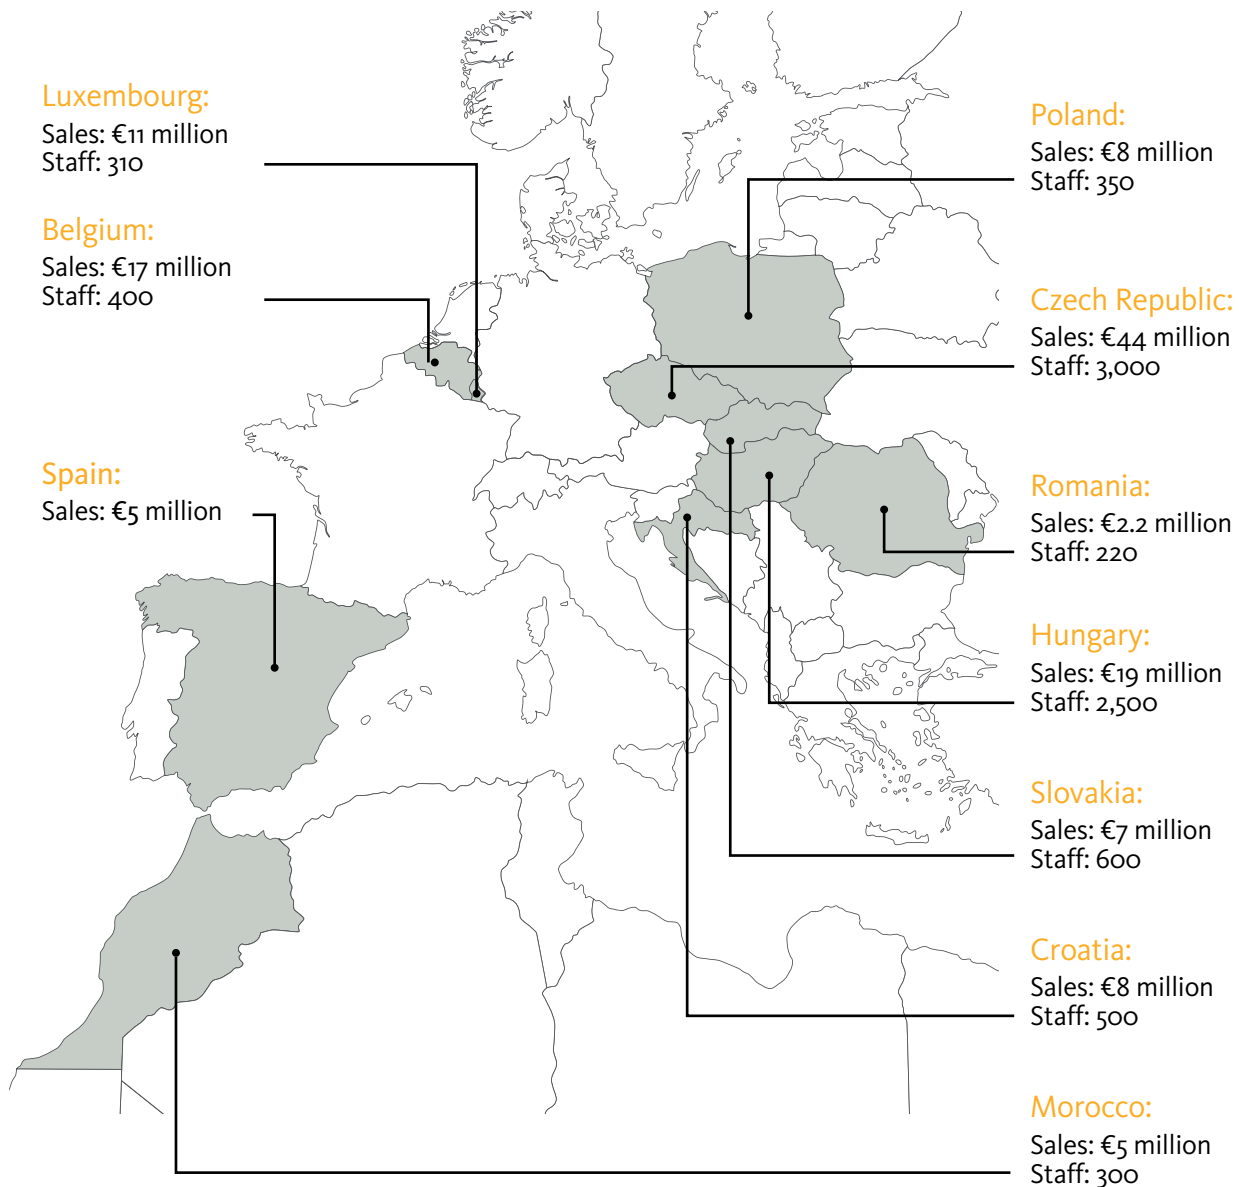 Luxembourg:
Sales: €11 million
Staff: 310
Belgium:
Sales: €17 million
Staff: 400
Spain:
Sales: €5 million
Poland:
Sales: €8 million
Staff: 350
Czech Republic:
Sales: €44 million
Staff: 3,000
Romania:
Sales: €2.2 million
Staff: 220
Hungary:
Sales: €19 million
Staff: 2,500
Slovakia:
Sales: €7 million
Staff: 600
Croatia:
Sales: €8 million
Staff: 500
Morocco:
Sales: €5 million
Staff: 300